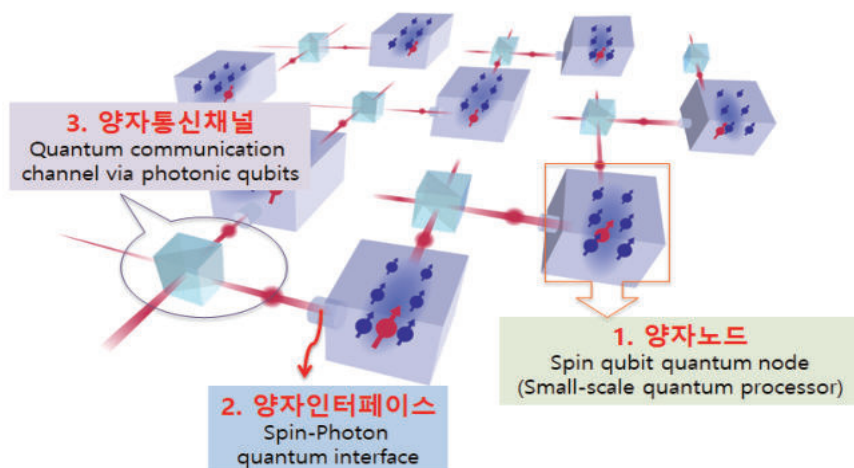 3. 양자통신채널
Quantum communication
channel via photonic qubits
1. 양자노드
Spin qubit quantum node
(Small-scale quantum processor)
2. 양자인터페이스
Spin-Photon
quantum interface